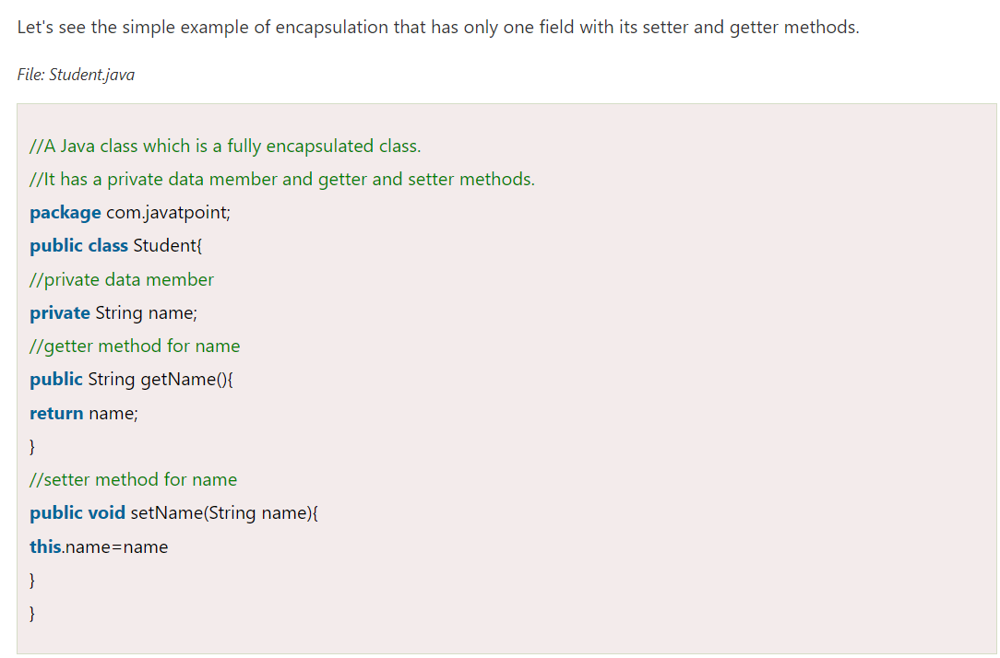 Let's see the simple example of encapsulation that has only one field with its setter and getter methods.
File: Student.java
//A Java class which is a fully encapsulated class.
//It has a private data member and getter and setter methods.
package com.javatpoint;
public class Student{
//private data member
private String name;
//getter method for name
public String getName(){
return name;
}
//setter method for name
public void setName(String name){
this.name=name
}
}